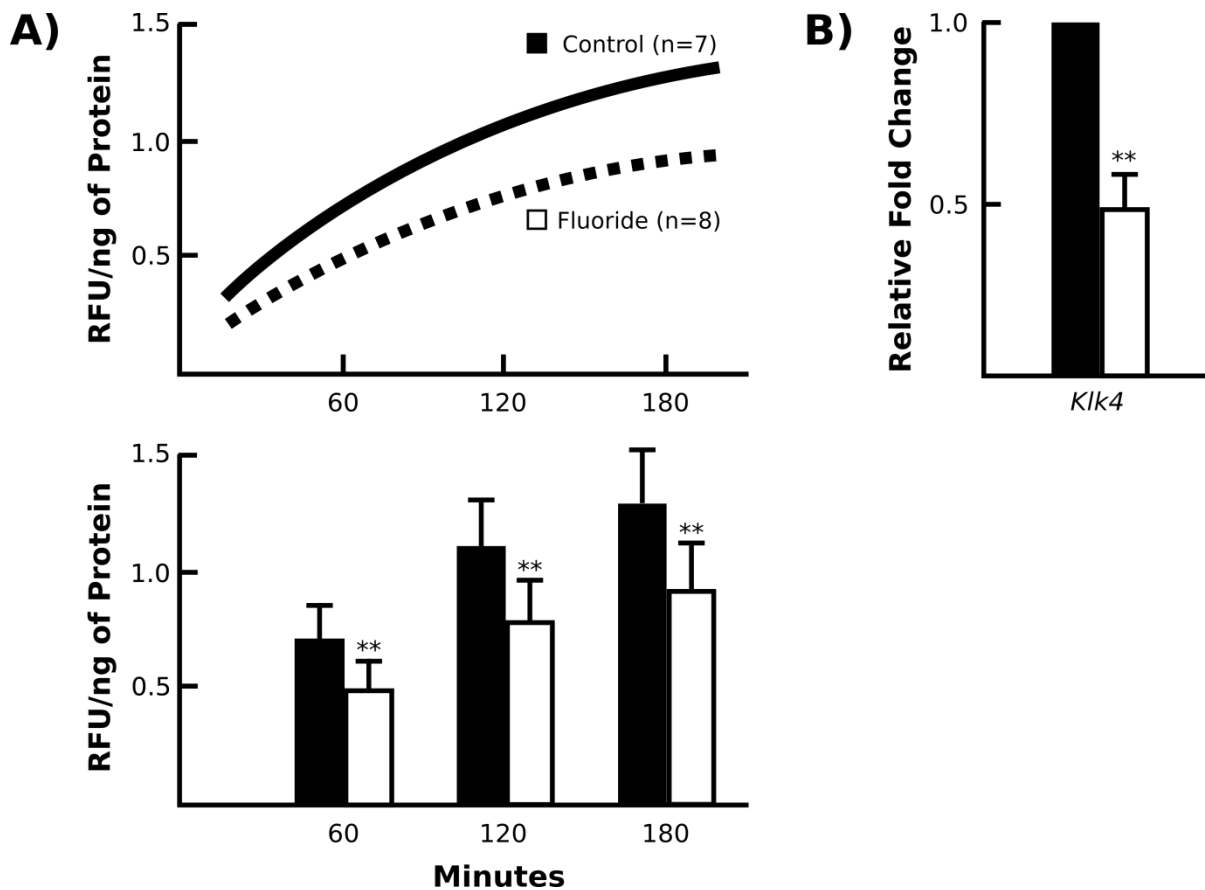 A)
RFU/ng of Protein
1.5
1.0
0.5
Control (n=7)
Fluoride (n=8)
60 120 180
B)
Relative Fold Change
1.0
0.5
**
Klk4
RFU/ng of Protein
1.5
1.0
0.5
** ** **
60 120 180
Minutes